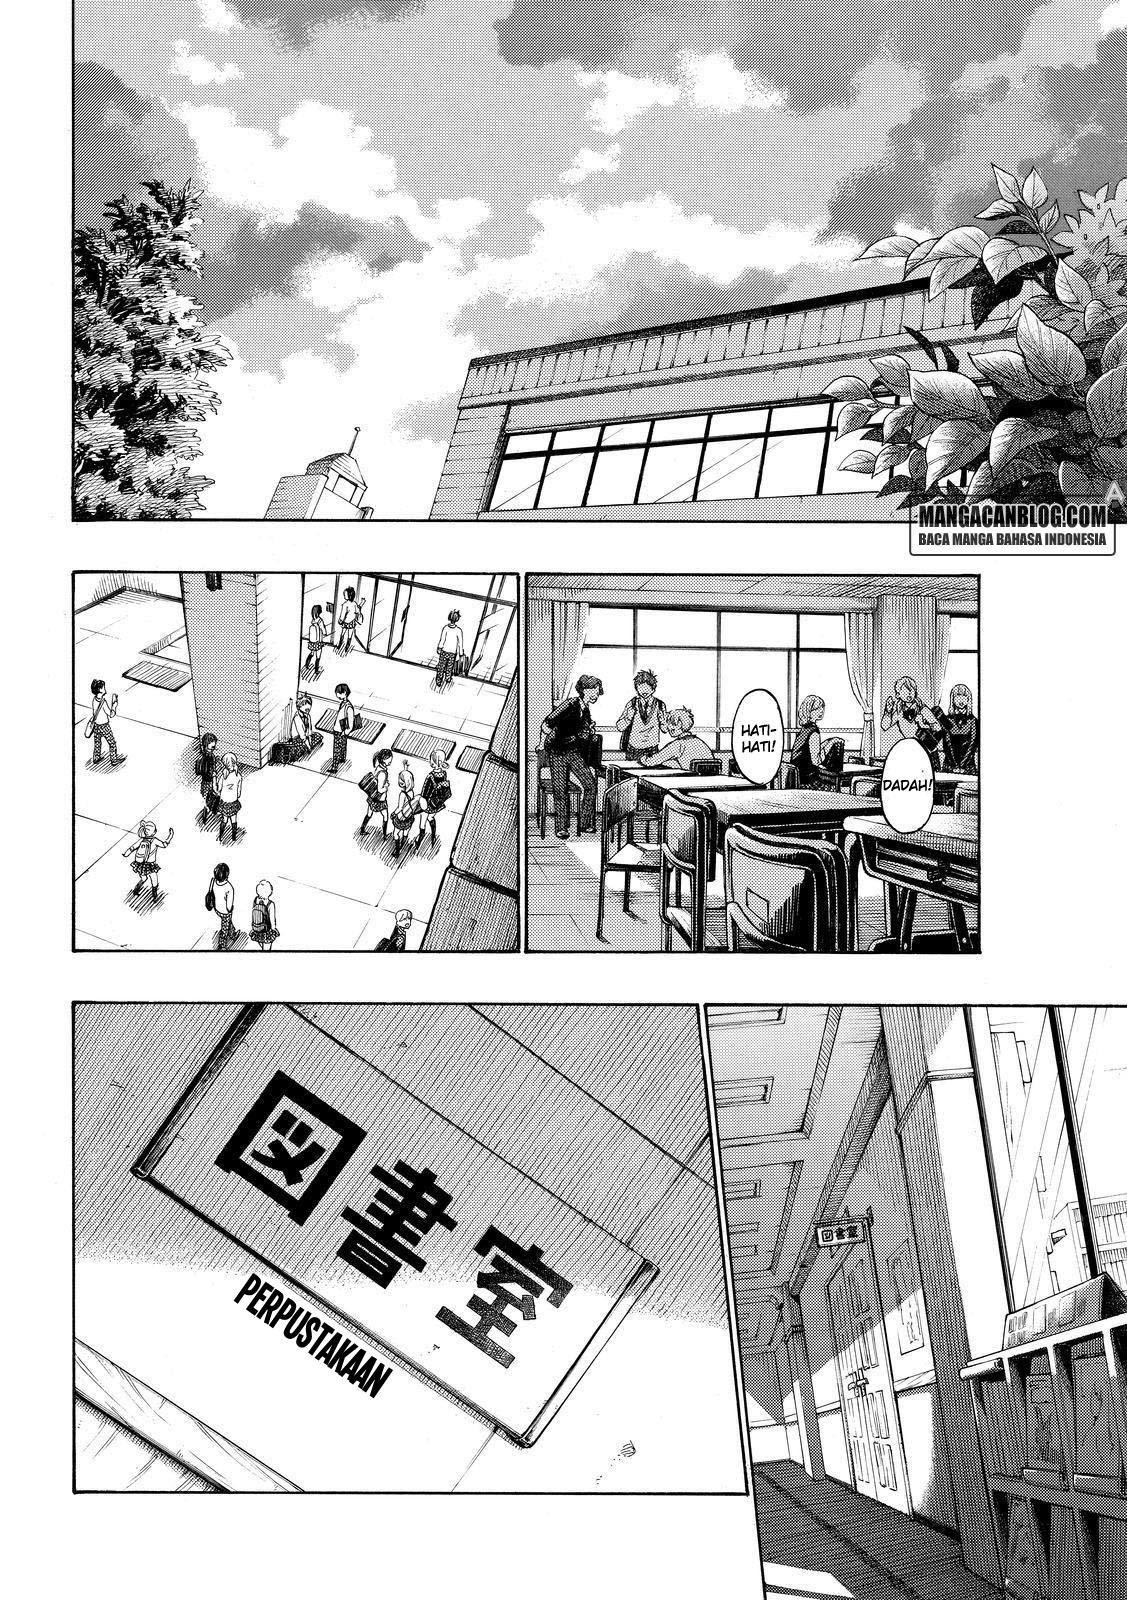 MANGACANBLOG.COM
BACA MANGA BAHASA INDONESIA
HATI-
HATI!
DADAH!
図書室
PERPUSTAKAAN
図書室